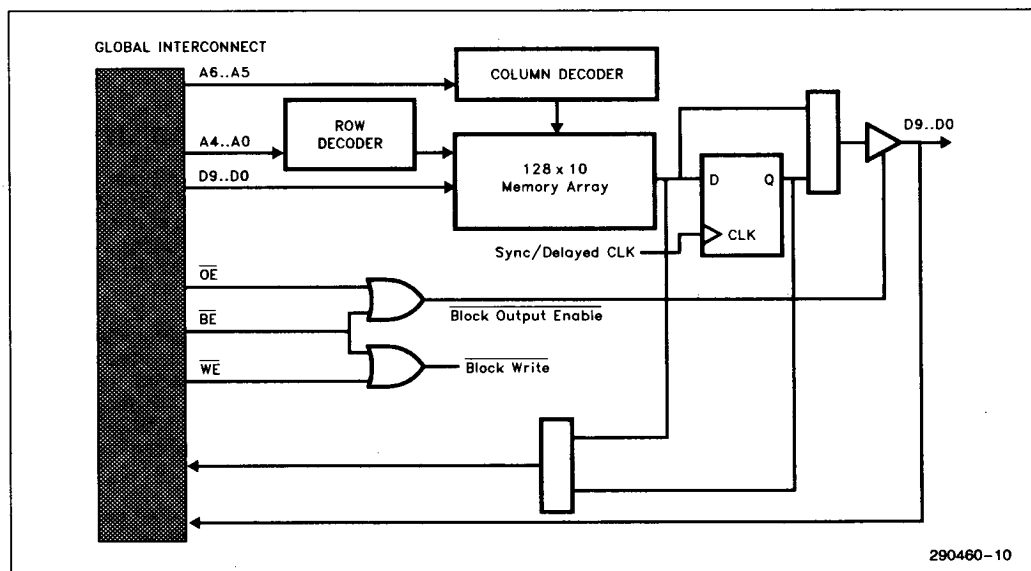 GLOBAL INTERCONNECT
A6..A5
COLUMN DECODER
A4..A0
ROW
DECODER
D9..D0
128 x 10
Memory Array
D
Q
CLK
Sync/Delayed CLK
D9..D0
OE
BE
WE
Block Output Enable
Block Write
290460-10